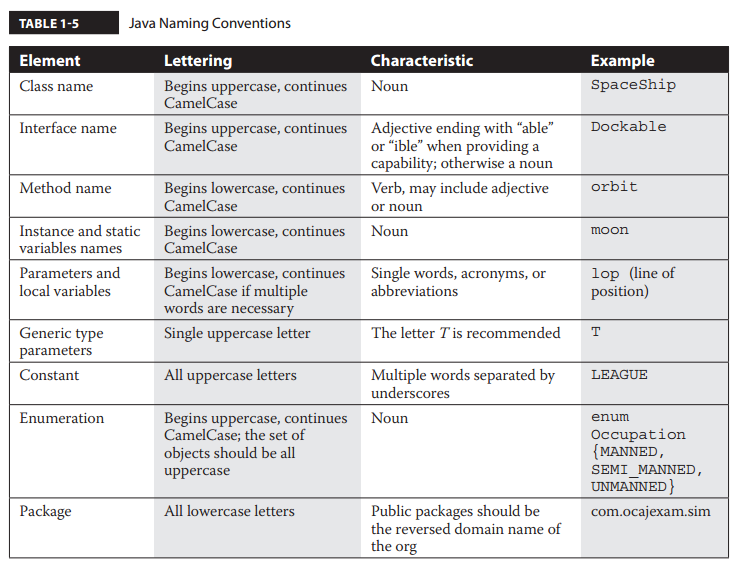 TABLE 1-5 Java Naming Conventions
Element Lettering Characteristic Example
Class name
Begins uppercase, continues
CamelCase
Noun
SpaceShip
Interface name
Begins uppercase, continues
CamelCase
Adjective ending with “able”
or “ible” when providing a
capability; otherwise a noun
Dockable
Method name
Begins lowercase, continues
CamelCase
Verb, may include adjective
or noun
orbit
Instance and static
variables names
Begins lowercase, continues
CamelCase
Noun
moon
Parameters and
local variables
Begins lowercase, continues
CamelCase if multiple
words are necessary
Single words, acronyms, or
abbreviations
lop (line of
position)
Generic type
parameters
Single uppercase letter
The letter T is recommended
T
Constant
All uppercase letters
Multiple words separated by
underscores
LEAGUE
Enumeration
Begins uppercase, continues
CamelCase; the set of
objects should be all
uppercase
Noun
enum
Occupation
{MANNED,
SEMI_MANNED,
UNMANNED}
Package
All lowercase letters
Public packages should be
the reversed domain name of
the org
com.ocajexam.sim